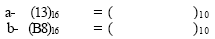 a- (13)₁₆ = ( )₁₀
b- (B8)₁₆ = ( )₁₀